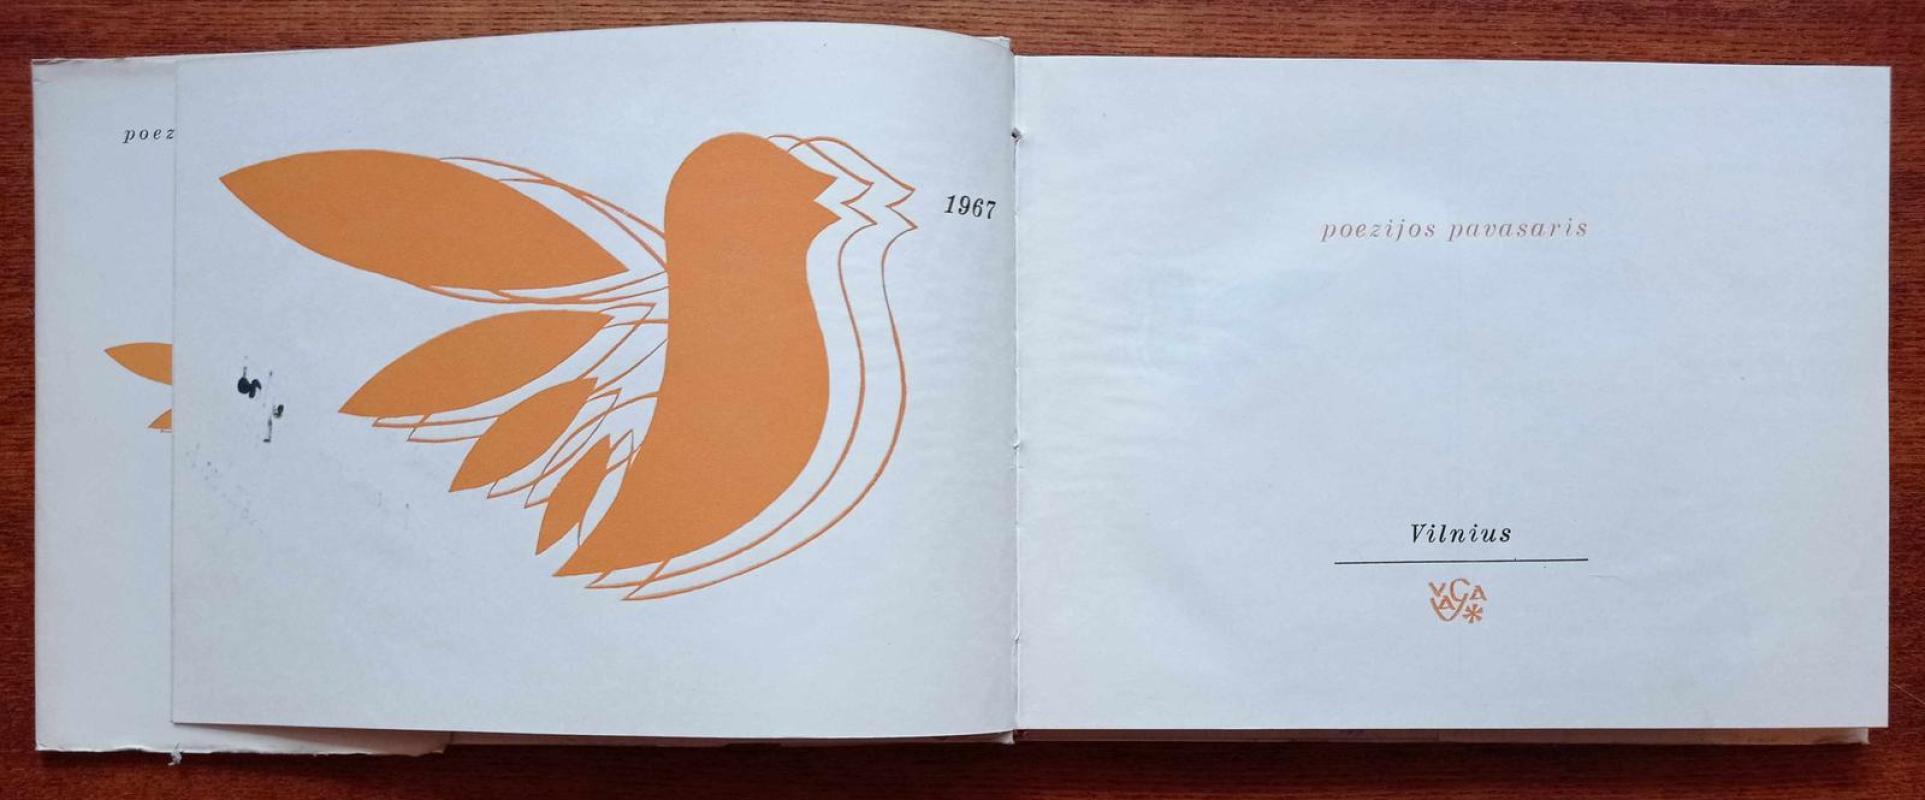 poez
1967
poezijos pavasaris
Vilnius
VAGA